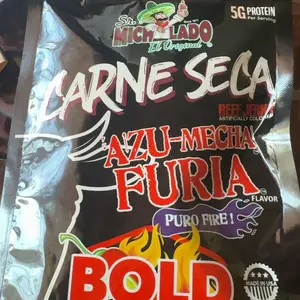 Sr.
MICHELADO
El Original
5G PROTEIN
Per Serving
CARNE SECA
BEEF JERKY
ARTIFICIALLY COLORED
A'ZU-MECHA
FURIA
FLAVOR
PURO FIRE!
BOLD
MADE IN USA